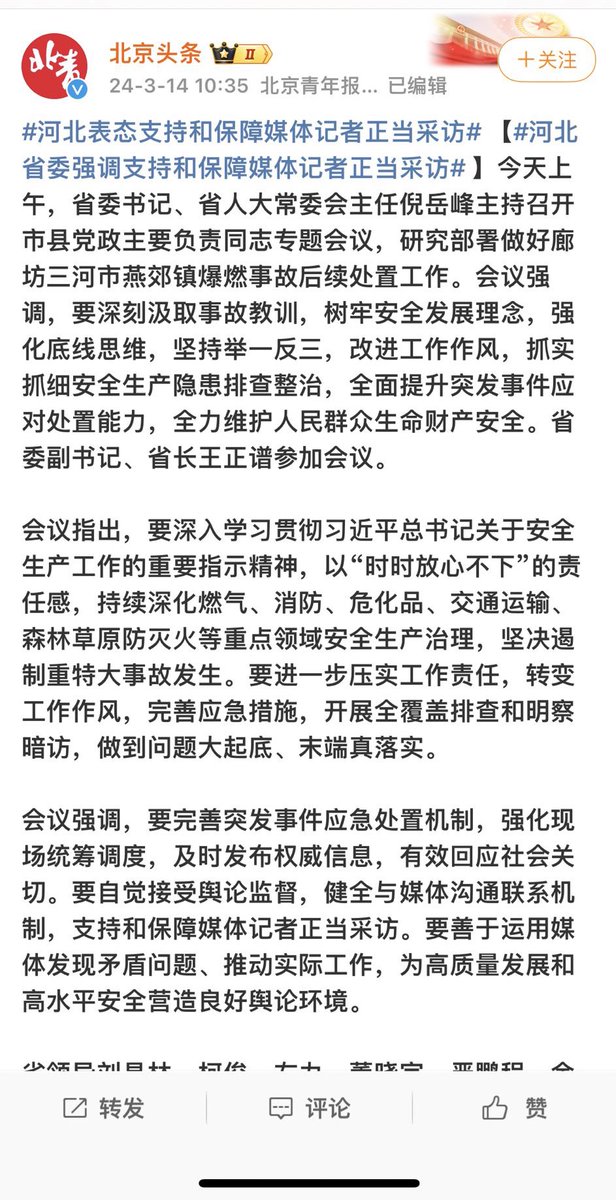 北青
北京头条 II
24-3-14 10:35 北京青年报... 已编辑
+关注
#河北表态支持和保障媒体记者正当采访# 【#河北
省委强调支持和保障媒体记者正当采访# 】今天上
午，省委书记、省人大常委会主任倪岳峰主持召开
市县党政主要负责同志专题会议，研究部署做好廊
坊三河市燕郊镇爆燃事故后续处置工作。会议强
调，要深刻汲取事故教训，树牢安全发展理念，强
化底线思维，坚持举一反三，改进工作作风，抓实
抓细安全生产隐患排查整治，全面提升突发事件应
对处置能力，全力维护人民群众生命财产安全。省
委副书记、省长王正谱参加会议。
会议指出，要深入学习贯彻习近平总书记关于安全
生产工作的重要指示精神，以“时时放心不下”的责
任感，持续深化燃气、消防、危化品、交通运输、
森林草原防灭火等重点领域安全生产治理，坚决遏
制重特大事故发生。要进一步压实工作责任，转变
工作作风，完善应急措施，开展全覆盖排查和明察
暗访，做到问题大起底、末端真落实。
会议强调，要完善突发事件应急处置机制，强化现
场统筹调度，及时发布权威信息，有效回应社会关
切。要自觉接受舆论监督，健全与媒体沟通联系机
制，支持和保障媒体记者正当采访。要善于运用媒
体发现矛盾问题、推动实际工作，为高质量发展和
高水平安全营造良好舆论环境。
转发
评论
赞